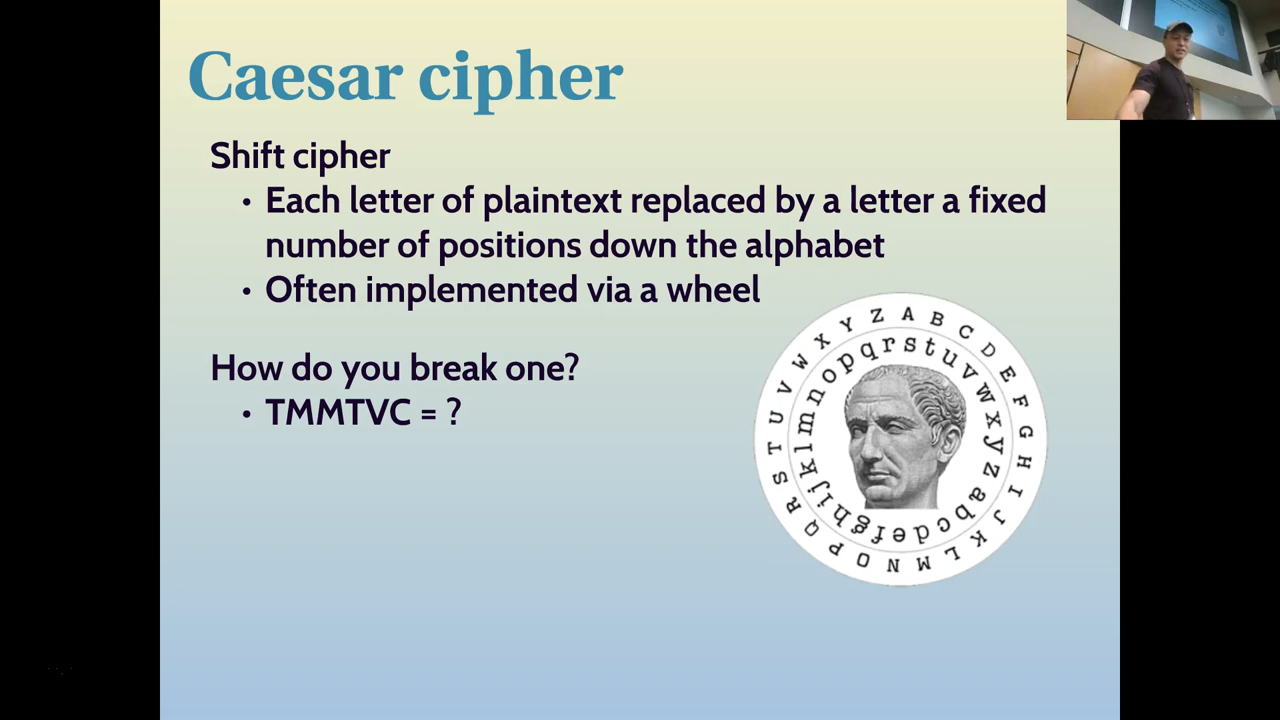 Caesar cipher
Shift cipher
• Each letter of plaintext replaced by a letter a fixed
number of positions down the alphabet
• Often implemented via a wheel
How do you break one?
• TMMTVC = ?
A B C D E F G H I J K L M N O P Q R S T U V W X Y Z
s t u v w x y z a b c d e f g h i j k l m n o p q r